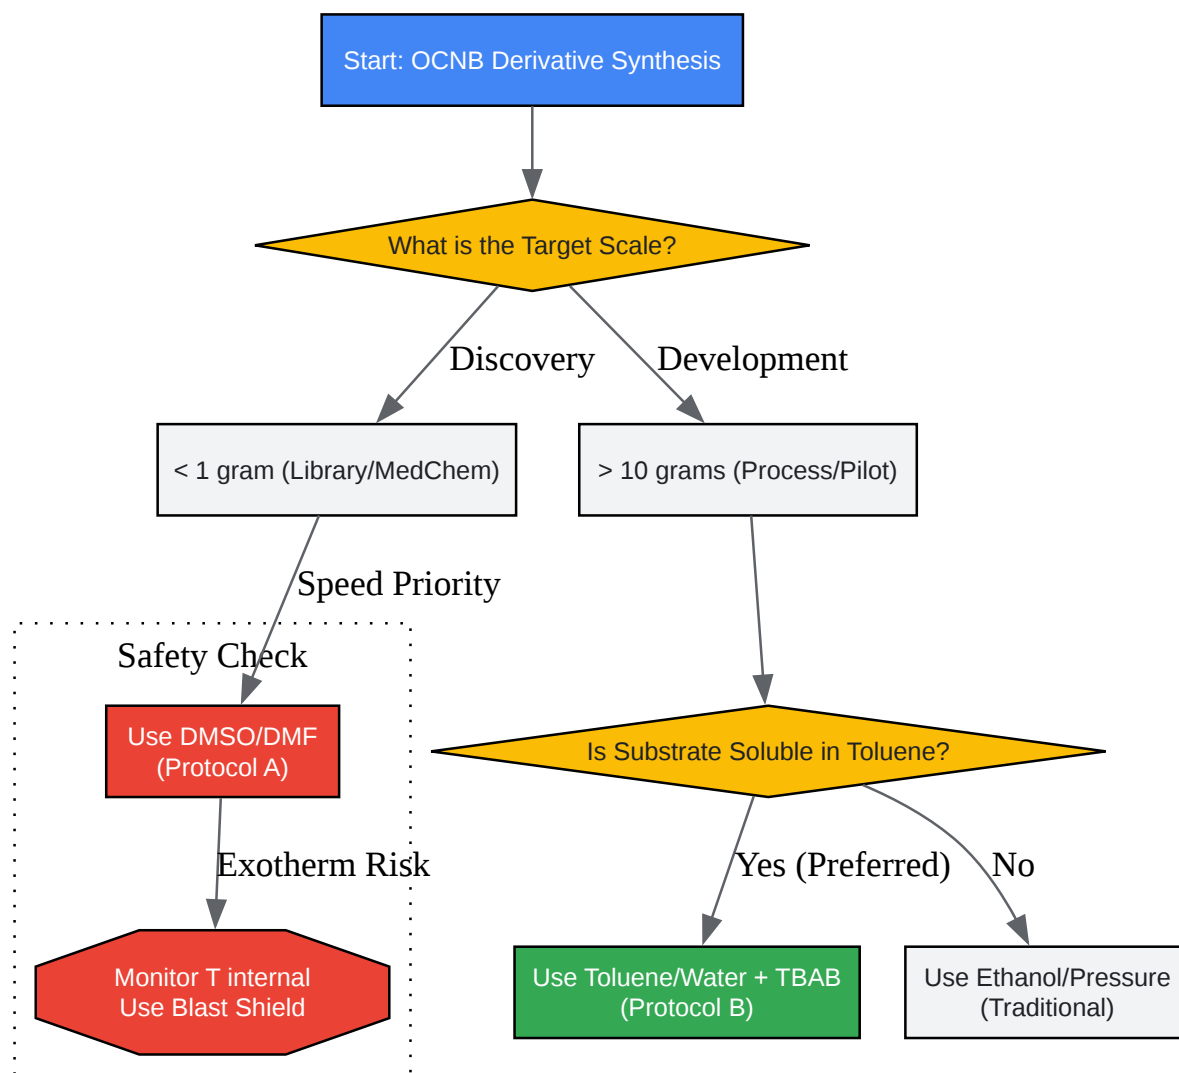 Start: OCNB Derivative Synthesis
What is the Target Scale?
Discovery
Development
< 1 gram (Library/MedChem)
> 10 grams (Process/Pilot)
Speed Priority
Safety Check
Use DMSO/DMF
(Protocol A)
Is Substrate Soluble in Toluene?
Exotherm Risk
Yes (Preferred)
No
Monitor T internal
Use Blast Shield
Use Toluene/Water + TBAB
(Protocol B)
Use Ethanol/Pressure
(Traditional)